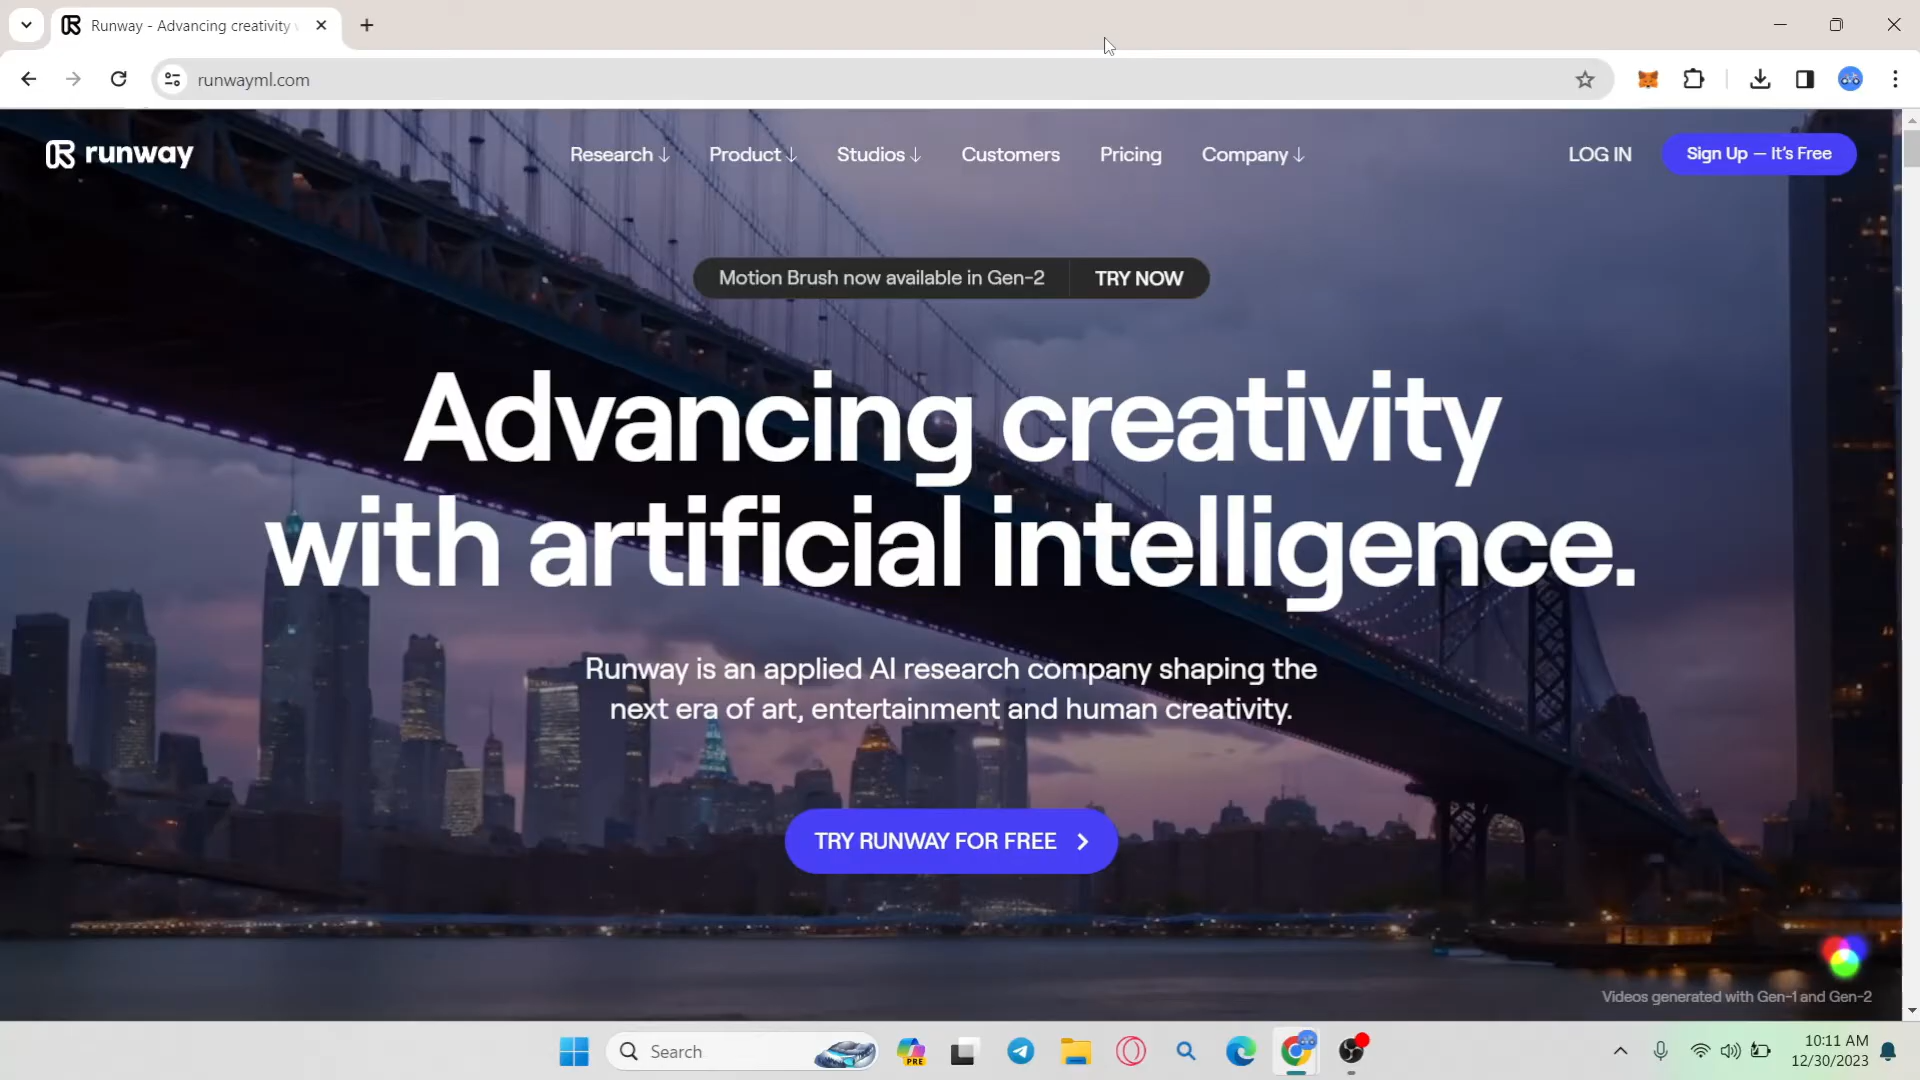 Runway - Advancing creativity
runwayml.com
runway
Research ↓ Product ↓ Studios ↓ Customers Pricing Company ↓ LOG IN Sign Up — It's Free
Motion Brush now available in Gen-2 TRY NOW
Advancing creativity
with artificial intelligence.
Runway is an applied AI research company shaping the
next era of art, entertainment and human creativity.
TRY RUNWAY FOR FREE
Videos generated with Gen-1 and Gen-2
Search
PRE
10:11 AM
12/30/2023